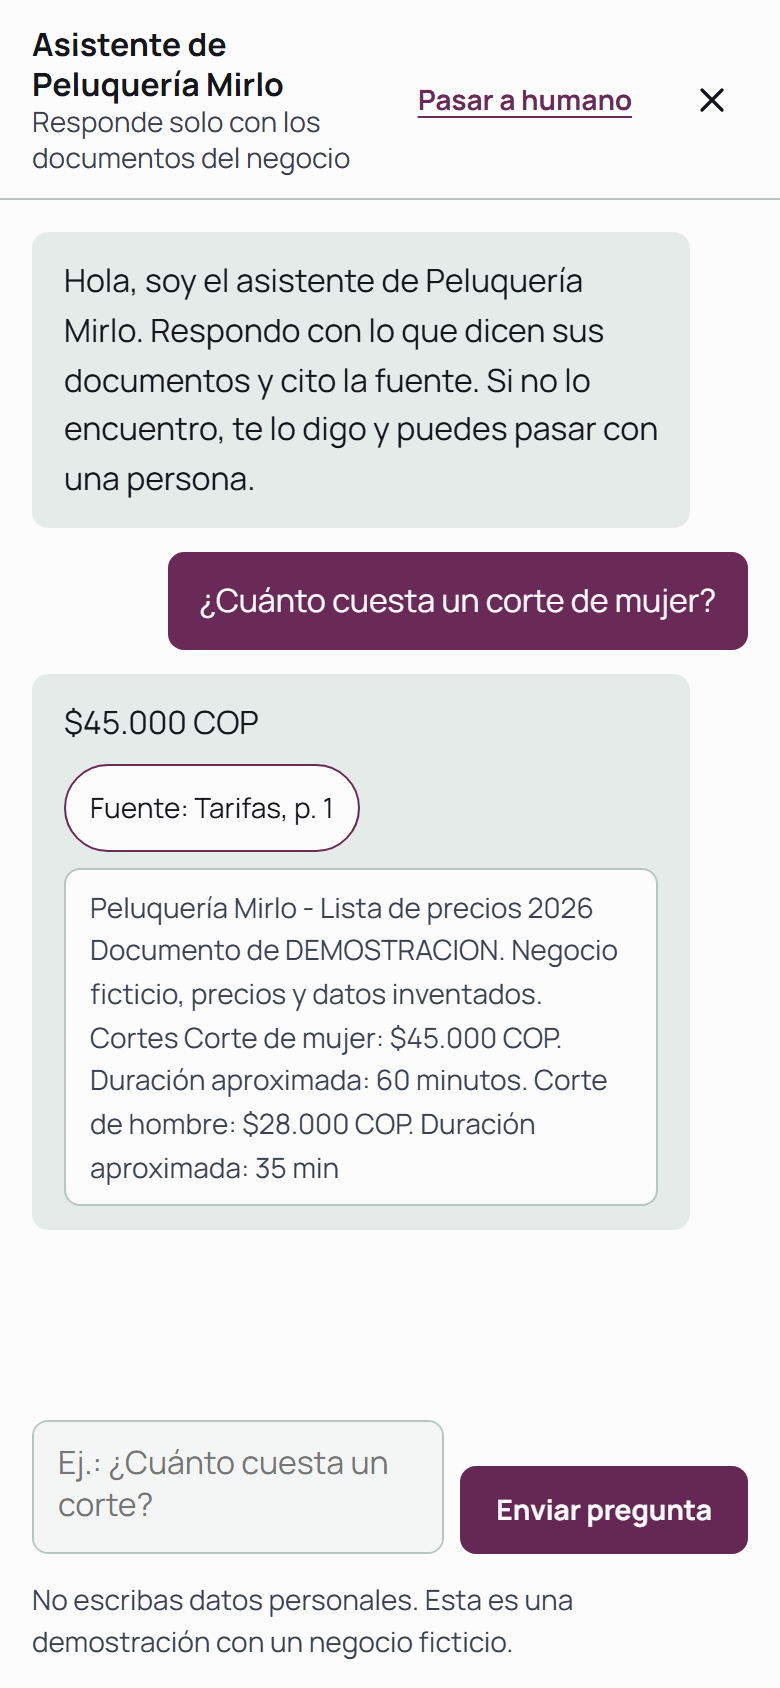 Asistente de
Peluquería Mirlo
Responde solo con los
documentos del negocio
Pasar a humano
Hola, soy el asistente de Peluquería
Mirlo. Respondo con lo que dicen sus
documentos y cito la fuente. Si no lo
encuentro, te lo digo y puedes pasar con
una persona.
¿Cuánto cuesta un corte de mujer?
$45.000 COP
Fuente: Tarifas, p. 1
Peluquería Mirlo - Lista de precios 2026
Documento de DEMOSTRACION. Negocio
ficticio, precios y datos inventados.
Cortes Corte de mujer: $45.000 COP.
Duración aproximada: 60 minutos. Corte
de hombre: $28.000 COP. Duración
aproximada: 35 min
Ej.: ¿Cuánto cuesta un
corte?
Enviar pregunta
No escribas datos personales. Esta es una
demostración con un negocio ficticio.